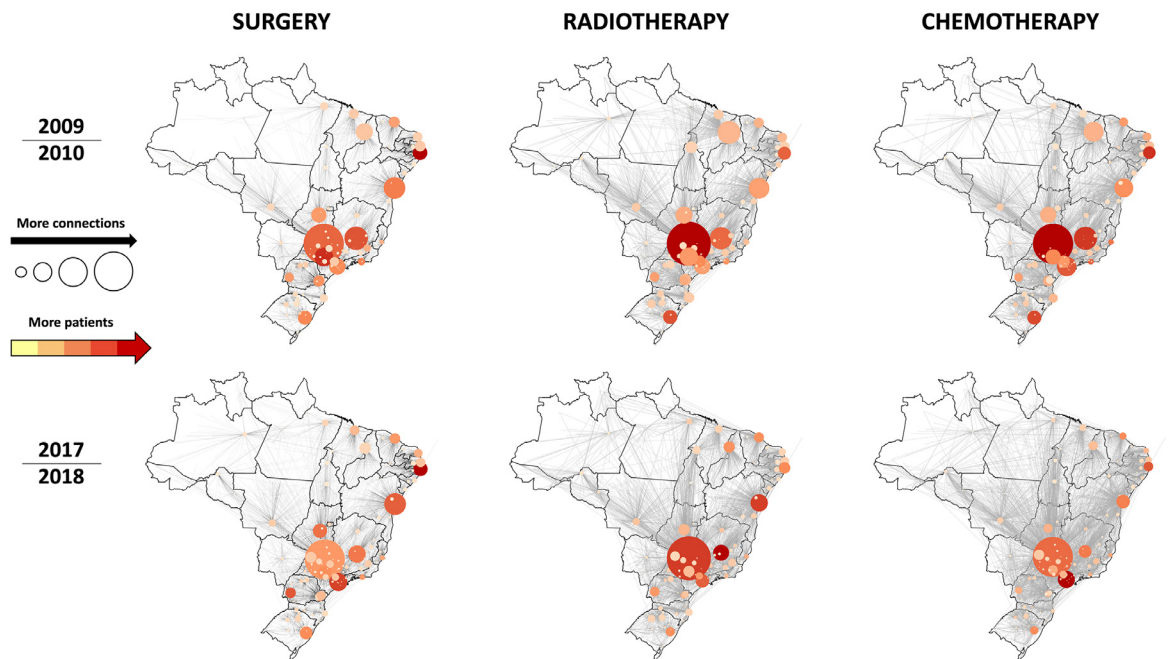 SURGERY
RADIOTHERAPY
CHEMOTHERAPY
2009
2010
More connections
More patients
2017
2018